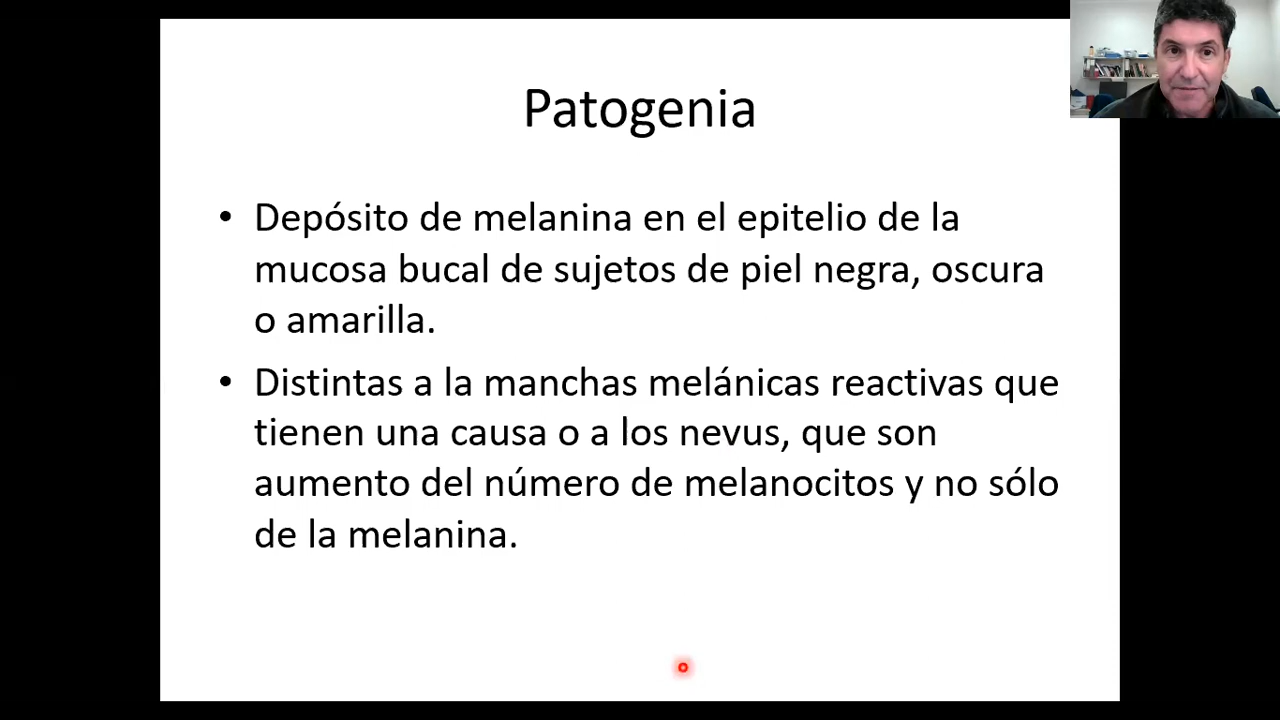 Patogenia
• Depósito de melanina en el epitelio de la
mucosa bucal de sujetos de piel negra, oscura
o amarilla.
• Distintas a la manchas melánicas reactivas que
tienen una causa o a los nevus, que son
aumento del número de melanocitos y no sólo
de la melanina.